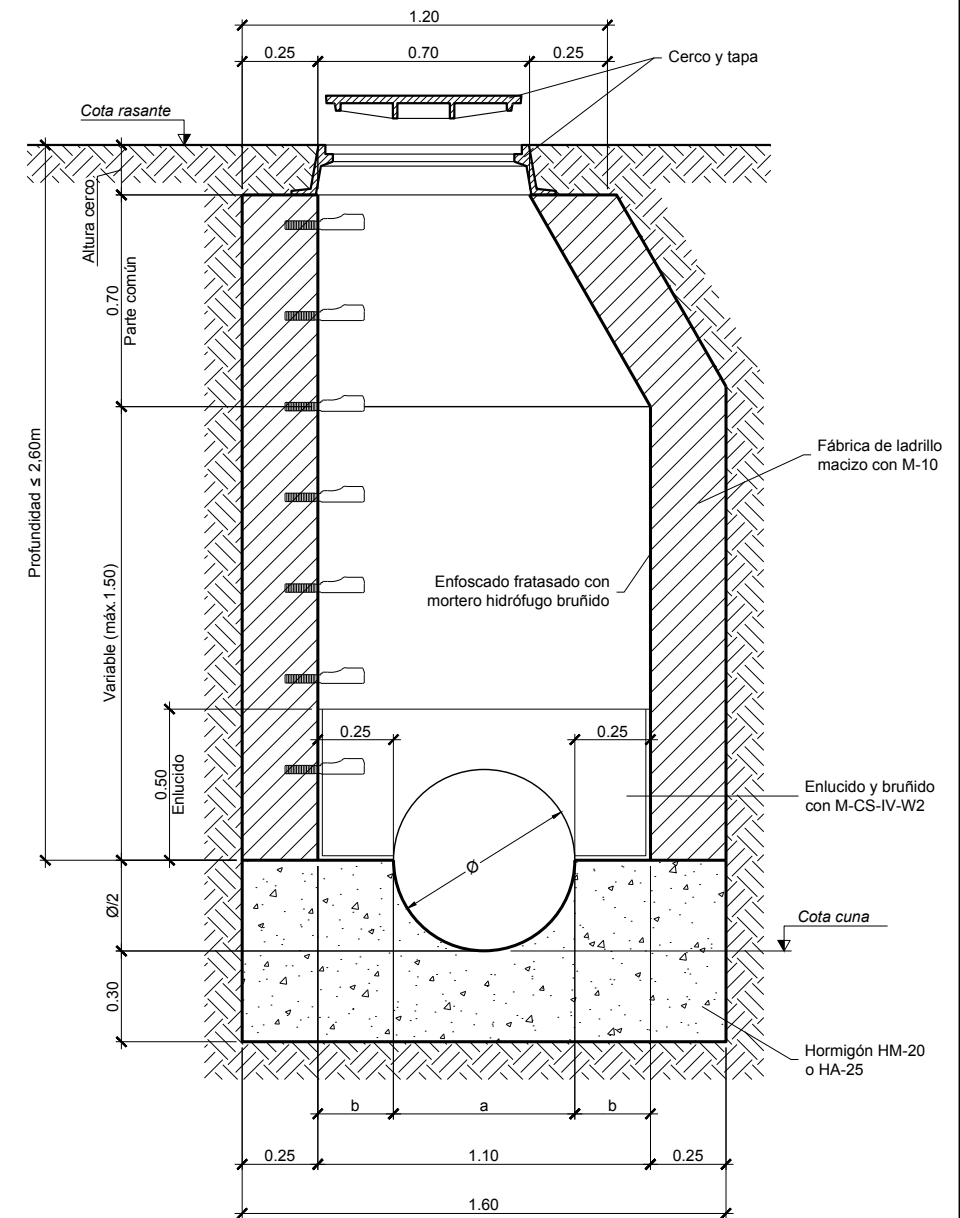 1.20
0.25
0.70
0.25
Cerco y tapa
Cota rasante
Altura cerco
0.70
Parte común
Profundidad ≤ 2,60m
Fábrica de ladrillo
macizo con M-10
Variable (máx.1.50)
Enfoscado fratasado con
mortero hidrófugo bruñido
0.25
0.25
0.50
Enlucido
Enlucido y bruñido
con M-CS-IV-W2
Ø
Ø/2
Cota cuna
0.30
Hormigón HM-20
o HA-25
b
a
b
0.25
1.10
0.25
1.60